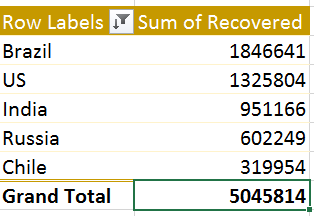 Row Labels Sum of Recovered
Brazil 1846641
US 1325804
India 951166
Russia 602249
Chile 319954
Grand Total 5045814